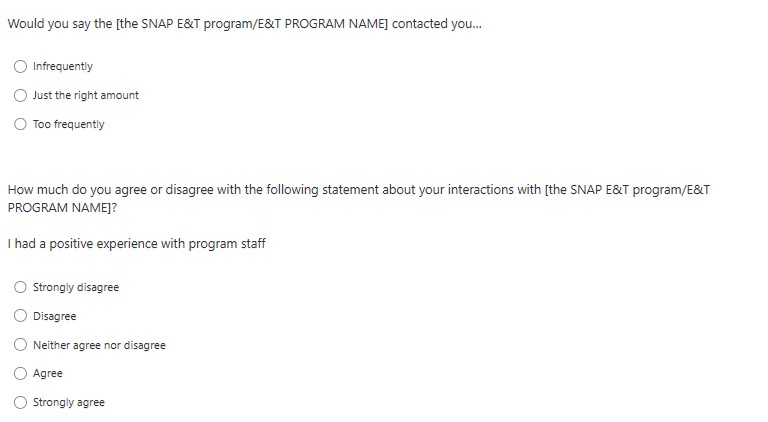 Would you say the [the SNAP E&T program/E&T PROGRAM NAME] contacted you...
Infrequently
Just the right amount
Too frequently
How much do you agree or disagree with the following statement about your interactions with [the SNAP E&T program/E&T
PROGRAM NAME]?
I had a positive experience with program staff
Strongly disagree
Disagree
Neither agree nor disagree
Agree
Strongly agree